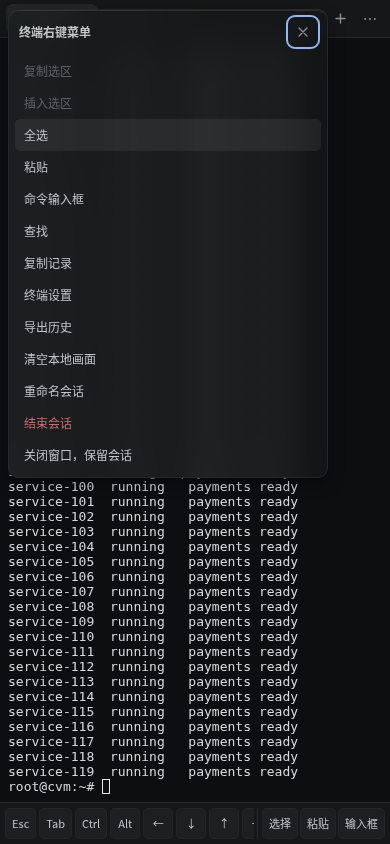 终端右键菜单
复制选区
插入选区
全选
粘贴
命令输入框
查找
复制记录
终端设置
导出历史
清空本地画面
重命名会话
结束会话
关闭窗口，保留会话
service-100 running payments ready
service-101 running payments ready
service-102 running payments ready
service-103 running payments ready
service-104 running payments ready
service-105 running payments ready
service-106 running payments ready
service-107 running payments ready
service-108 running payments ready
service-109 running payments ready
service-110 running payments ready
service-111 running payments ready
service-112 running payments ready
service-113 running payments ready
service-114 running payments ready
service-115 running payments ready
service-116 running payments ready
service-117 running payments ready
service-118 running payments ready
service-119 running payments ready
root@cvm:~#
Esc Tab Ctrl Alt ← ↓ ↑ 选择 粘贴 输入框